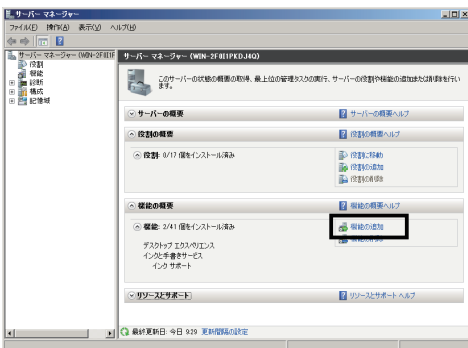 サーバー マネージャー
ファイル(F) 操作(A) 表示(V) ヘルプ(H)
サーバー マネージャー (WIN-2F0I1F
役割
機能
診断
構成
記憶域
サーバー マネージャー (WIN-2F0I1PKDJ4Q)
このサーバーの状態の概要の取得、最上位の管理タスクの実行、サーバーの役割や機能の追加または削除を行います。
サーバーの概要
サーバーの概要ヘルプ
役割の概要
役割の概要ヘルプ
役割: 0/17 個をインストール済み
役割に移動
役割の追加
役割の削除
機能の概要
機能の概要ヘルプ
機能: 2/41 個をインストール済み
機能の追加
機能の削除
デスクトップ エクスペリエンス
インクと手書きサービス
インク サポート
リソースとサポート
リソースとサポート ヘルプ
最終更新日: 今日 9:29 更新間隔の設定